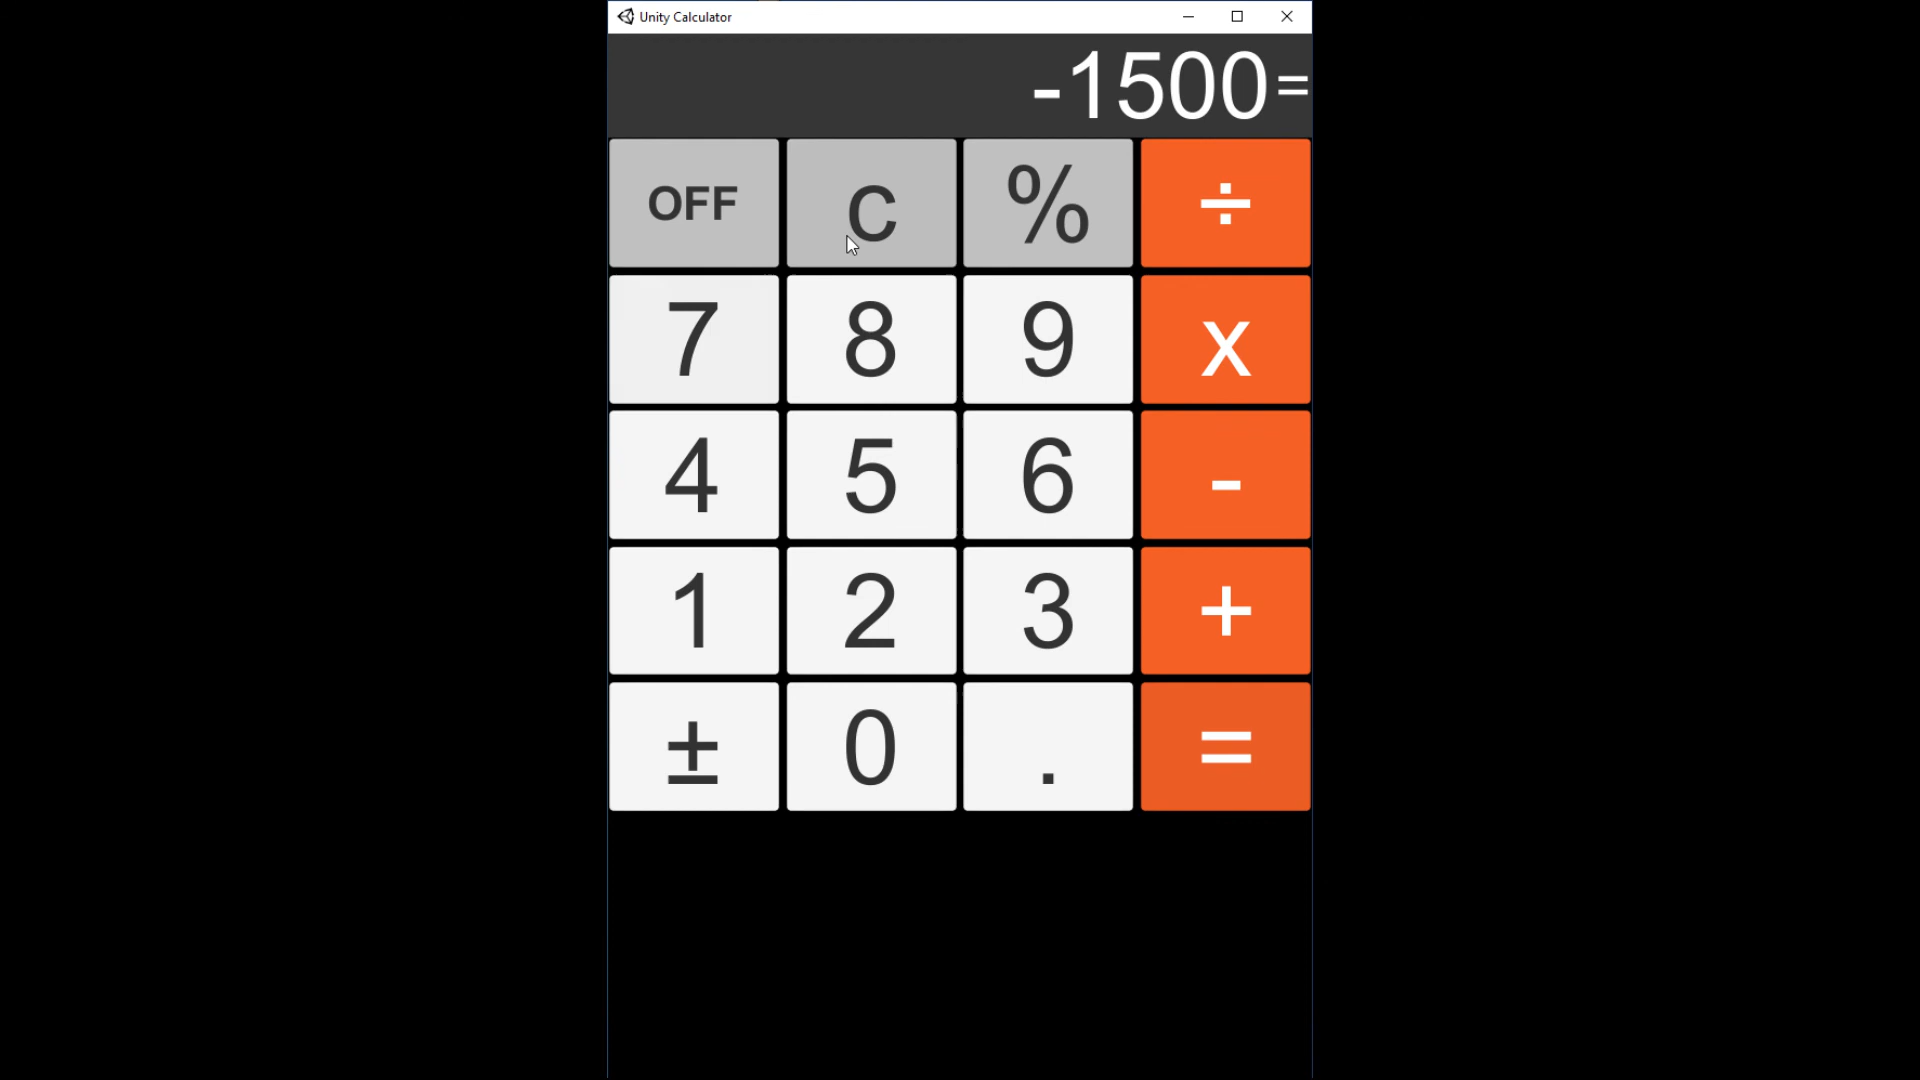 Unity Calculator
-1500=
OFF c % ÷
7 8 9 x
4 5 6 -
1 2 3 +
± 0 . =